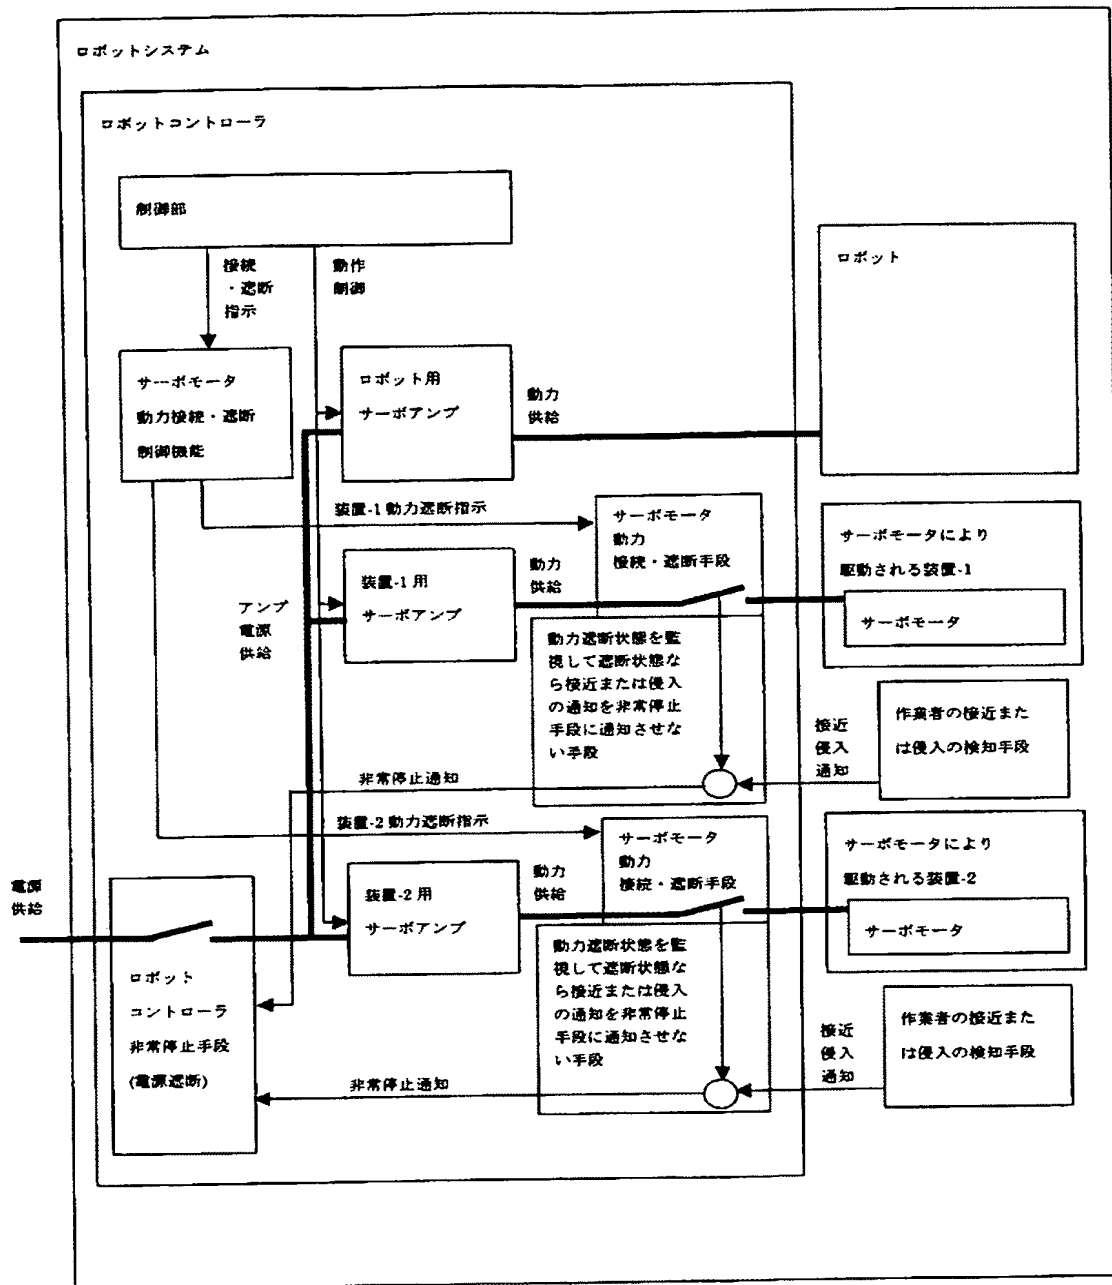 ロボットシステム
ロボットコントローラ
制御部
接続
・遮断
指示
動作
制御
ロボット
サーボモータ
動力接続・遮断
制御機能
ロボット用
サーボアンプ
動力
供給
装置-1 動力遮断指示
サーボモータ
動力
接続・遮断手段
サーボモータにより
駆動される装置-1
サーボモータ
装置-1 用
サーボアンプ
動力
供給
アンプ
電源
供給
動力遮断状態を監
視して遮断状態な
ら接近または侵入
の通知を非常停止
手段に通知させな
い手段
接近
侵入
通知
作業者の接近また
は侵入の検知手段
非常停止通知
装置-2 動力遮断指示
サーボモータ
動力
接続・遮断手段
サーボモータにより
駆動される装置-2
サーボモータ
電源
供給
装置-2 用
サーボアンプ
動力
供給
動力遮断状態を監
視して遮断状態な
ら接近または侵入
の通知を非常停止
手段に通知させな
い手段
ロボット
コントローラ
非常停止手段
(電源遮断)
接近
侵入
通知
作業者の接近また
は侵入の検知手段
非常停止通知